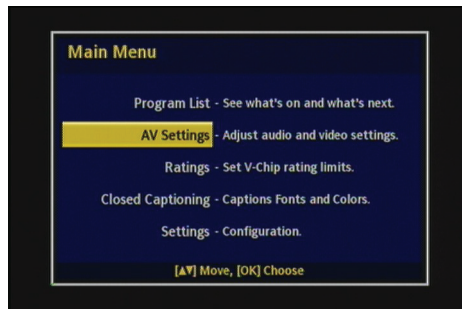 Main Menu
Program List - See what's on and what's next.
AV Settings - Adjust audio and video settings.
Ratings - Set V-Chip rating limits.
Closed Captioning - Captions Fonts and Colors.
Settings - Configuration.
[▲▼] Move, [OK] Choose